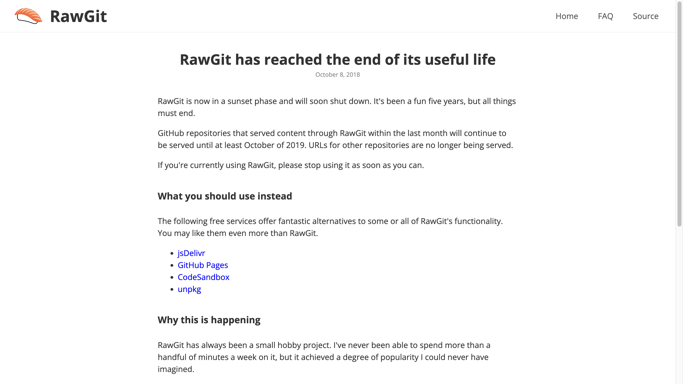 RawGit
Home
FAQ
Source
RawGit has reached the end of its useful life
October 8, 2018
RawGit is now in a sunset phase and will soon shut down. It's been a fun five years, but all things
must end.
GitHub repositories that served content through RawGit within the last month will continue to
be served until at least October of 2019. URLs for other repositories are no longer being served.
If you're currently using RawGit, please stop using it as soon as you can.
What you should use instead
The following free services offer fantastic alternatives to some or all of RawGit's functionality.
You may like them even more than RawGit.
jsDelivr
GitHub Pages
CodeSandbox
unpkg
Why this is happening
RawGit has always been a small hobby project. I've never been able to spend more than a
handful of minutes a week on it, but it achieved a degree of popularity I could never have
imagined.